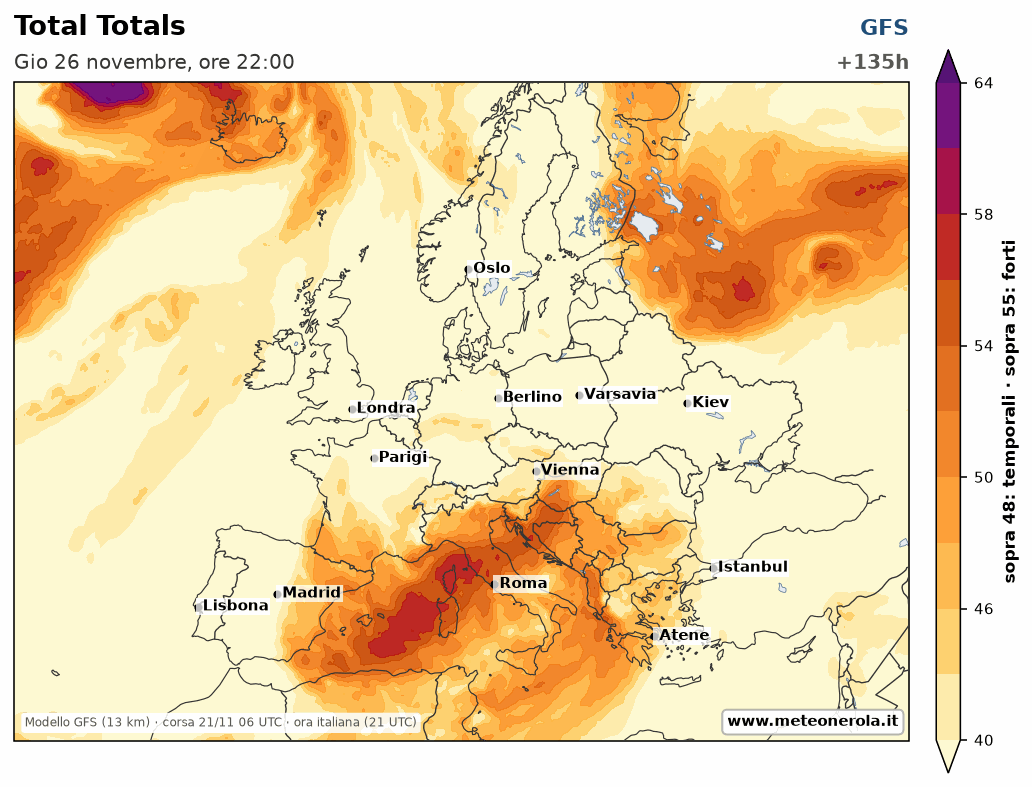 Total Totals
GFS
Gio 26 novembre, ore 22:00
+135h
64
58
54
50
46
40
sopra 48: temporali · sopra 55: forti
Oslo
Londra
Berlino
Varsavia
Kiev
Parigi
Vienna
Istanbul
Roma
Madrid
Lisbona
Atene
Modello GFS (13 km) · corsa 21/11 06 UTC · ora italiana (21 UTC)
www.meteonerola.it